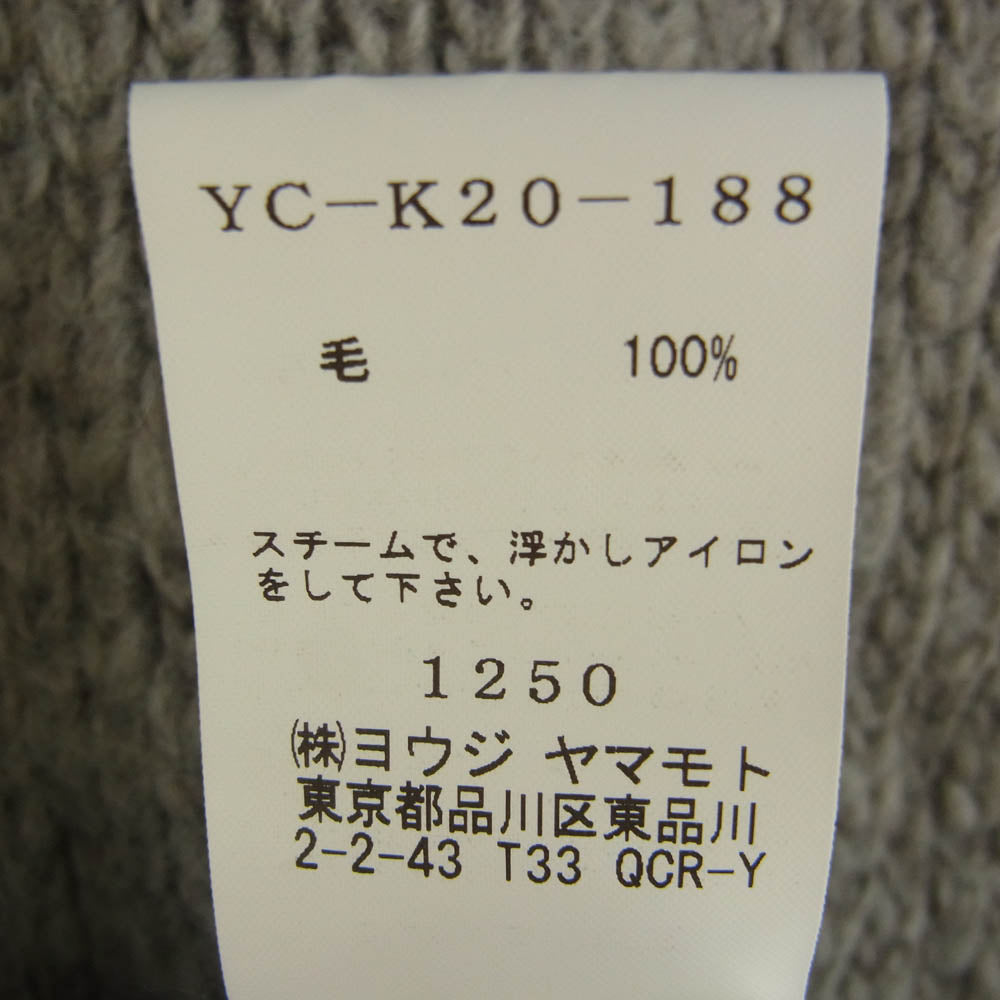 YC-K20-188
毛 100%
スチームで、浮かしアイロン
をして下さい。
1250
㈱ヨウジ ヤマモト
東京都品川区東品川
2-2-43 T33 QCR-Y